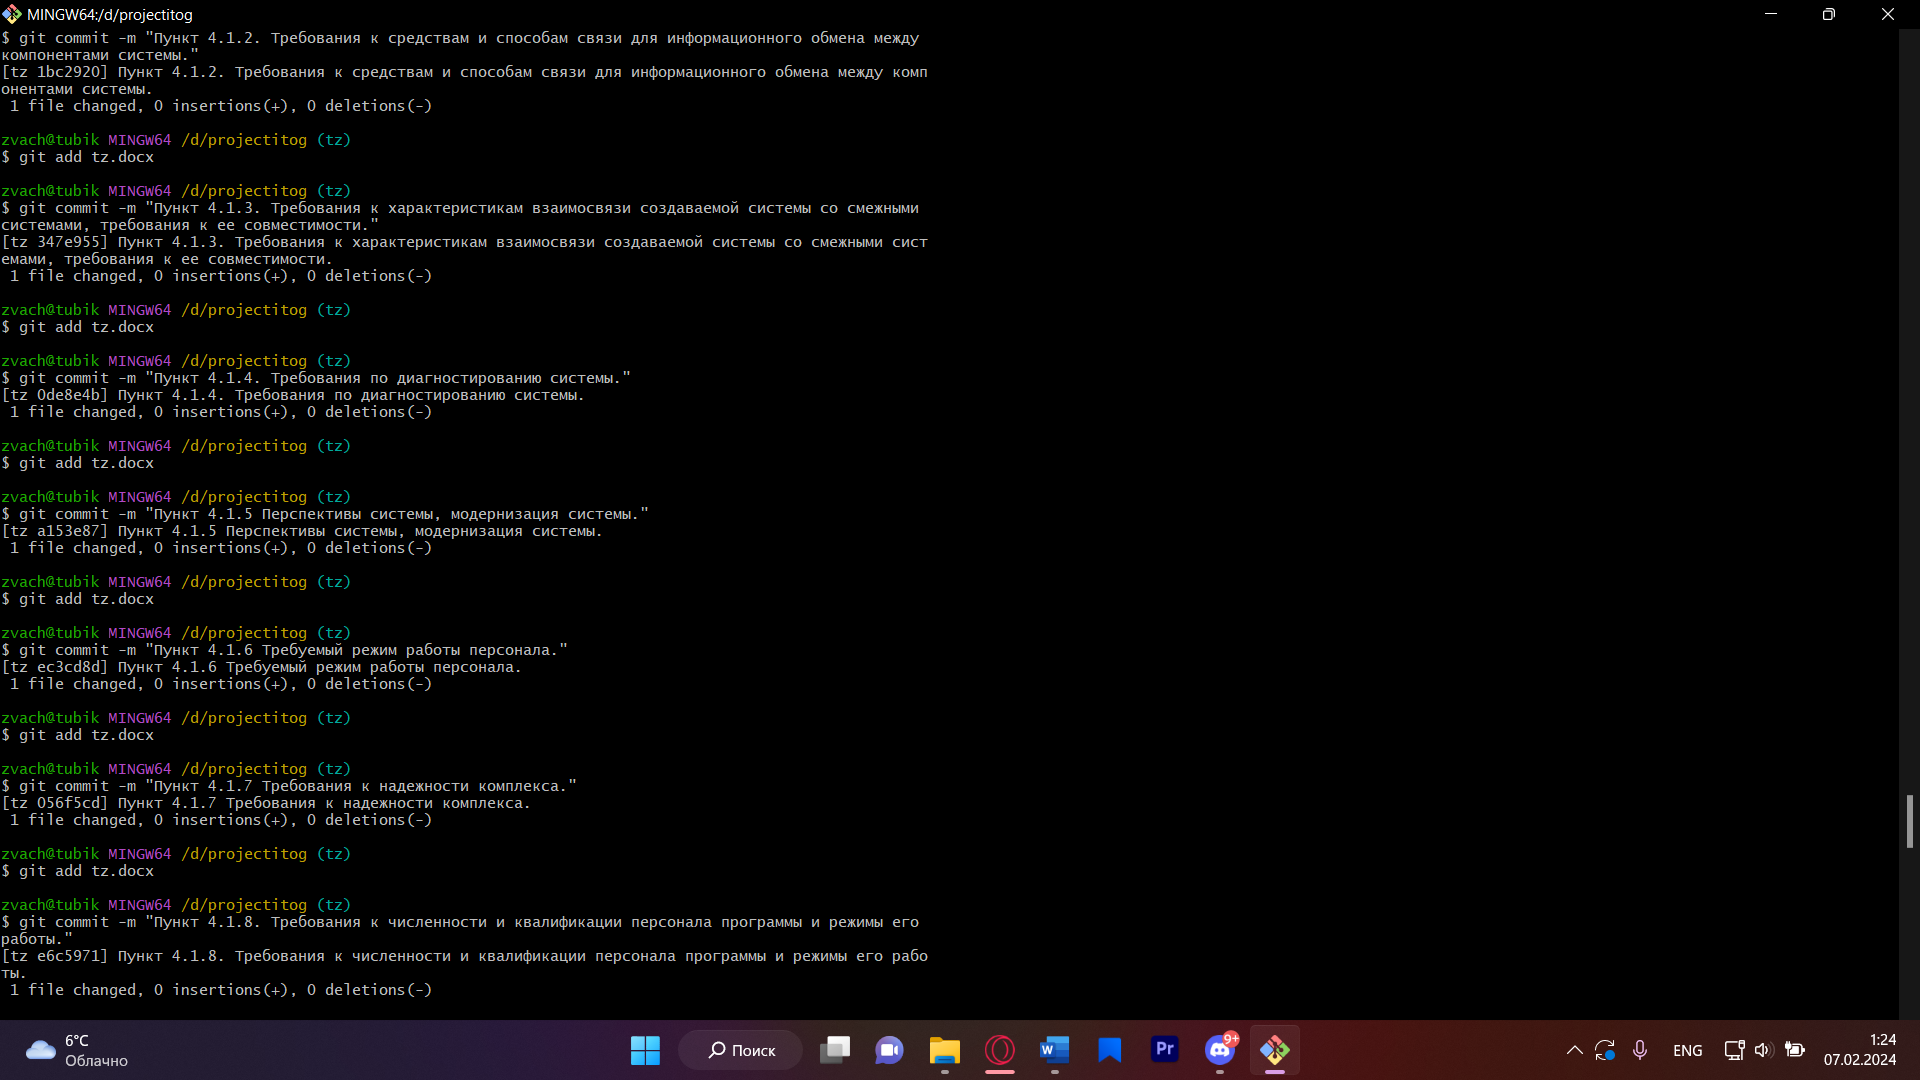 MINGW64:/d/projectitog
$ git commit -m "Пункт 4.1.2. Требования к средствам и способам связи для информационного обмена между
компонентами системы."
[tz 1bc2920] Пункт 4.1.2. Требования к средствам и способам связи для информационного обмена между комп
онентами системы.
1 file changed, 0 insertions(+), 0 deletions(-)
zvach@tubik MINGW64 /d/projectitog (tz)
$ git add tz.docx
zvach@tubik MINGW64 /d/projectitog (tz)
$ git commit -m "Пункт 4.1.3. Требования к характеристикам взаимосвязи создаваемой системы со смежными
системами, требования к ее совместимости."
[tz 347e955] Пункт 4.1.3. Требования к характеристикам взаимосвязи создаваемой системы со смежными сист
емами, требования к ее совместимости.
1 file changed, 0 insertions(+), 0 deletions(-)
zvach@tubik MINGW64 /d/projectitog (tz)
$ git add tz.docx
zvach@tubik MINGW64 /d/projectitog (tz)
$ git commit -m "Пункт 4.1.4. Требования по диагностированию системы."
[tz 0de8e4b] Пункт 4.1.4. Требования по диагностированию системы.
1 file changed, 0 insertions(+), 0 deletions(-)
zvach@tubik MINGW64 /d/projectitog (tz)
$ git add tz.docx
zvach@tubik MINGW64 /d/projectitog (tz)
$ git commit -m "Пункт 4.1.5 Перспективы системы, модернизация системы."
[tz a153e87] Пункт 4.1.5 Перспективы системы, модернизация системы.
1 file changed, 0 insertions(+), 0 deletions(-)
zvach@tubik MINGW64 /d/projectitog (tz)
$ git add tz.docx
zvach@tubik MINGW64 /d/projectitog (tz)
$ git commit -m "Пункт 4.1.6 Требуемый режим работы персонала."
[tz ec3cd8d] Пункт 4.1.6 Требуемый режим работы персонала.
1 file changed, 0 insertions(+), 0 deletions(-)
zvach@tubik MINGW64 /d/projectitog (tz)
$ git add tz.docx
zvach@tubik MINGW64 /d/projectitog (tz)
$ git commit -m "Пункт 4.1.7 Требования к надежности комплекса."
[tz 056f5cd] Пункт 4.1.7 Требования к надежности комплекса.
1 file changed, 0 insertions(+), 0 deletions(-)
zvach@tubik MINGW64 /d/projectitog (tz)
$ git add tz.docx
zvach@tubik MINGW64 /d/projectitog (tz)
$ git commit -m "Пункт 4.1.8. Требования к численности и квалификации персонала программы и режимы его
работы."
[tz e6c5971] Пункт 4.1.8. Требования к численности и квалификации персонала программы и режимы его рабо
ты.
1 file changed, 0 insertions(+), 0 deletions(-)
6°C
Облачно
Поиск
W
Pr
9+
ENG
1:24
07.02.2024